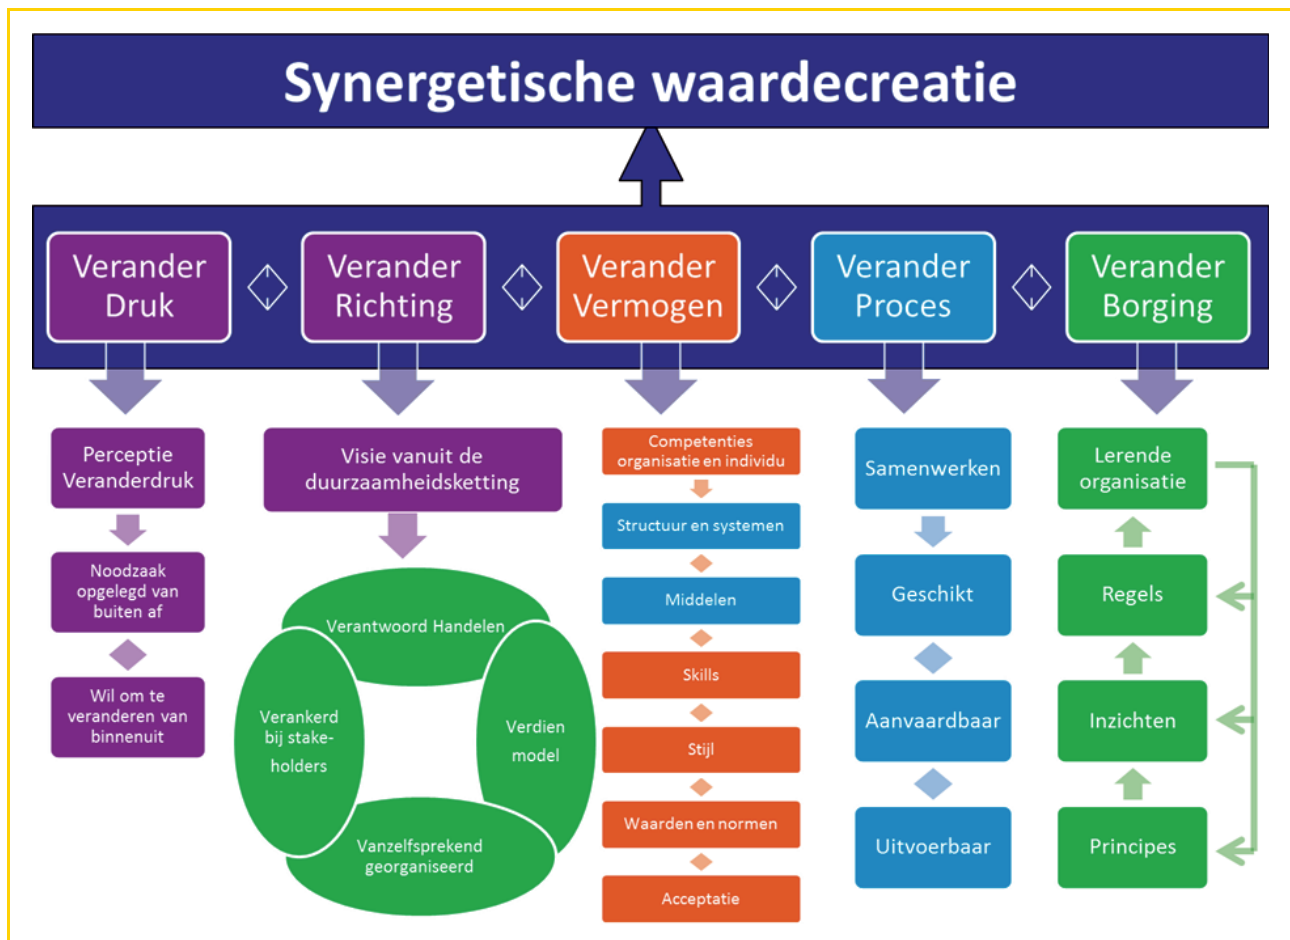 Synergetische waardecreatie
Verander
Druk
Verander
Richting
Verander
Vermogen
Verander
Proces
Verander
Borging
Perceptie
Veranderdruk
Noodzaak
opgelegd van
buiten af
Wil om te
veranderen van
binnenuit
Visie vanuit de
duurzaamheidsketting
Verantwoord Handelen
Verankerd
bij stake-
holders
Verdien
model
Vanzelfsprekend
georganiseerd
Competenties
organisatie en individu
Structuur en systemen
Middelen
Skills
Stijl
Waarden en normen
Acceptatie
Samenwerken
Geschikt
Aanvaardbaar
Uitvoerbaar
Lerende
organisatie
Regels
Inzichten
Principes